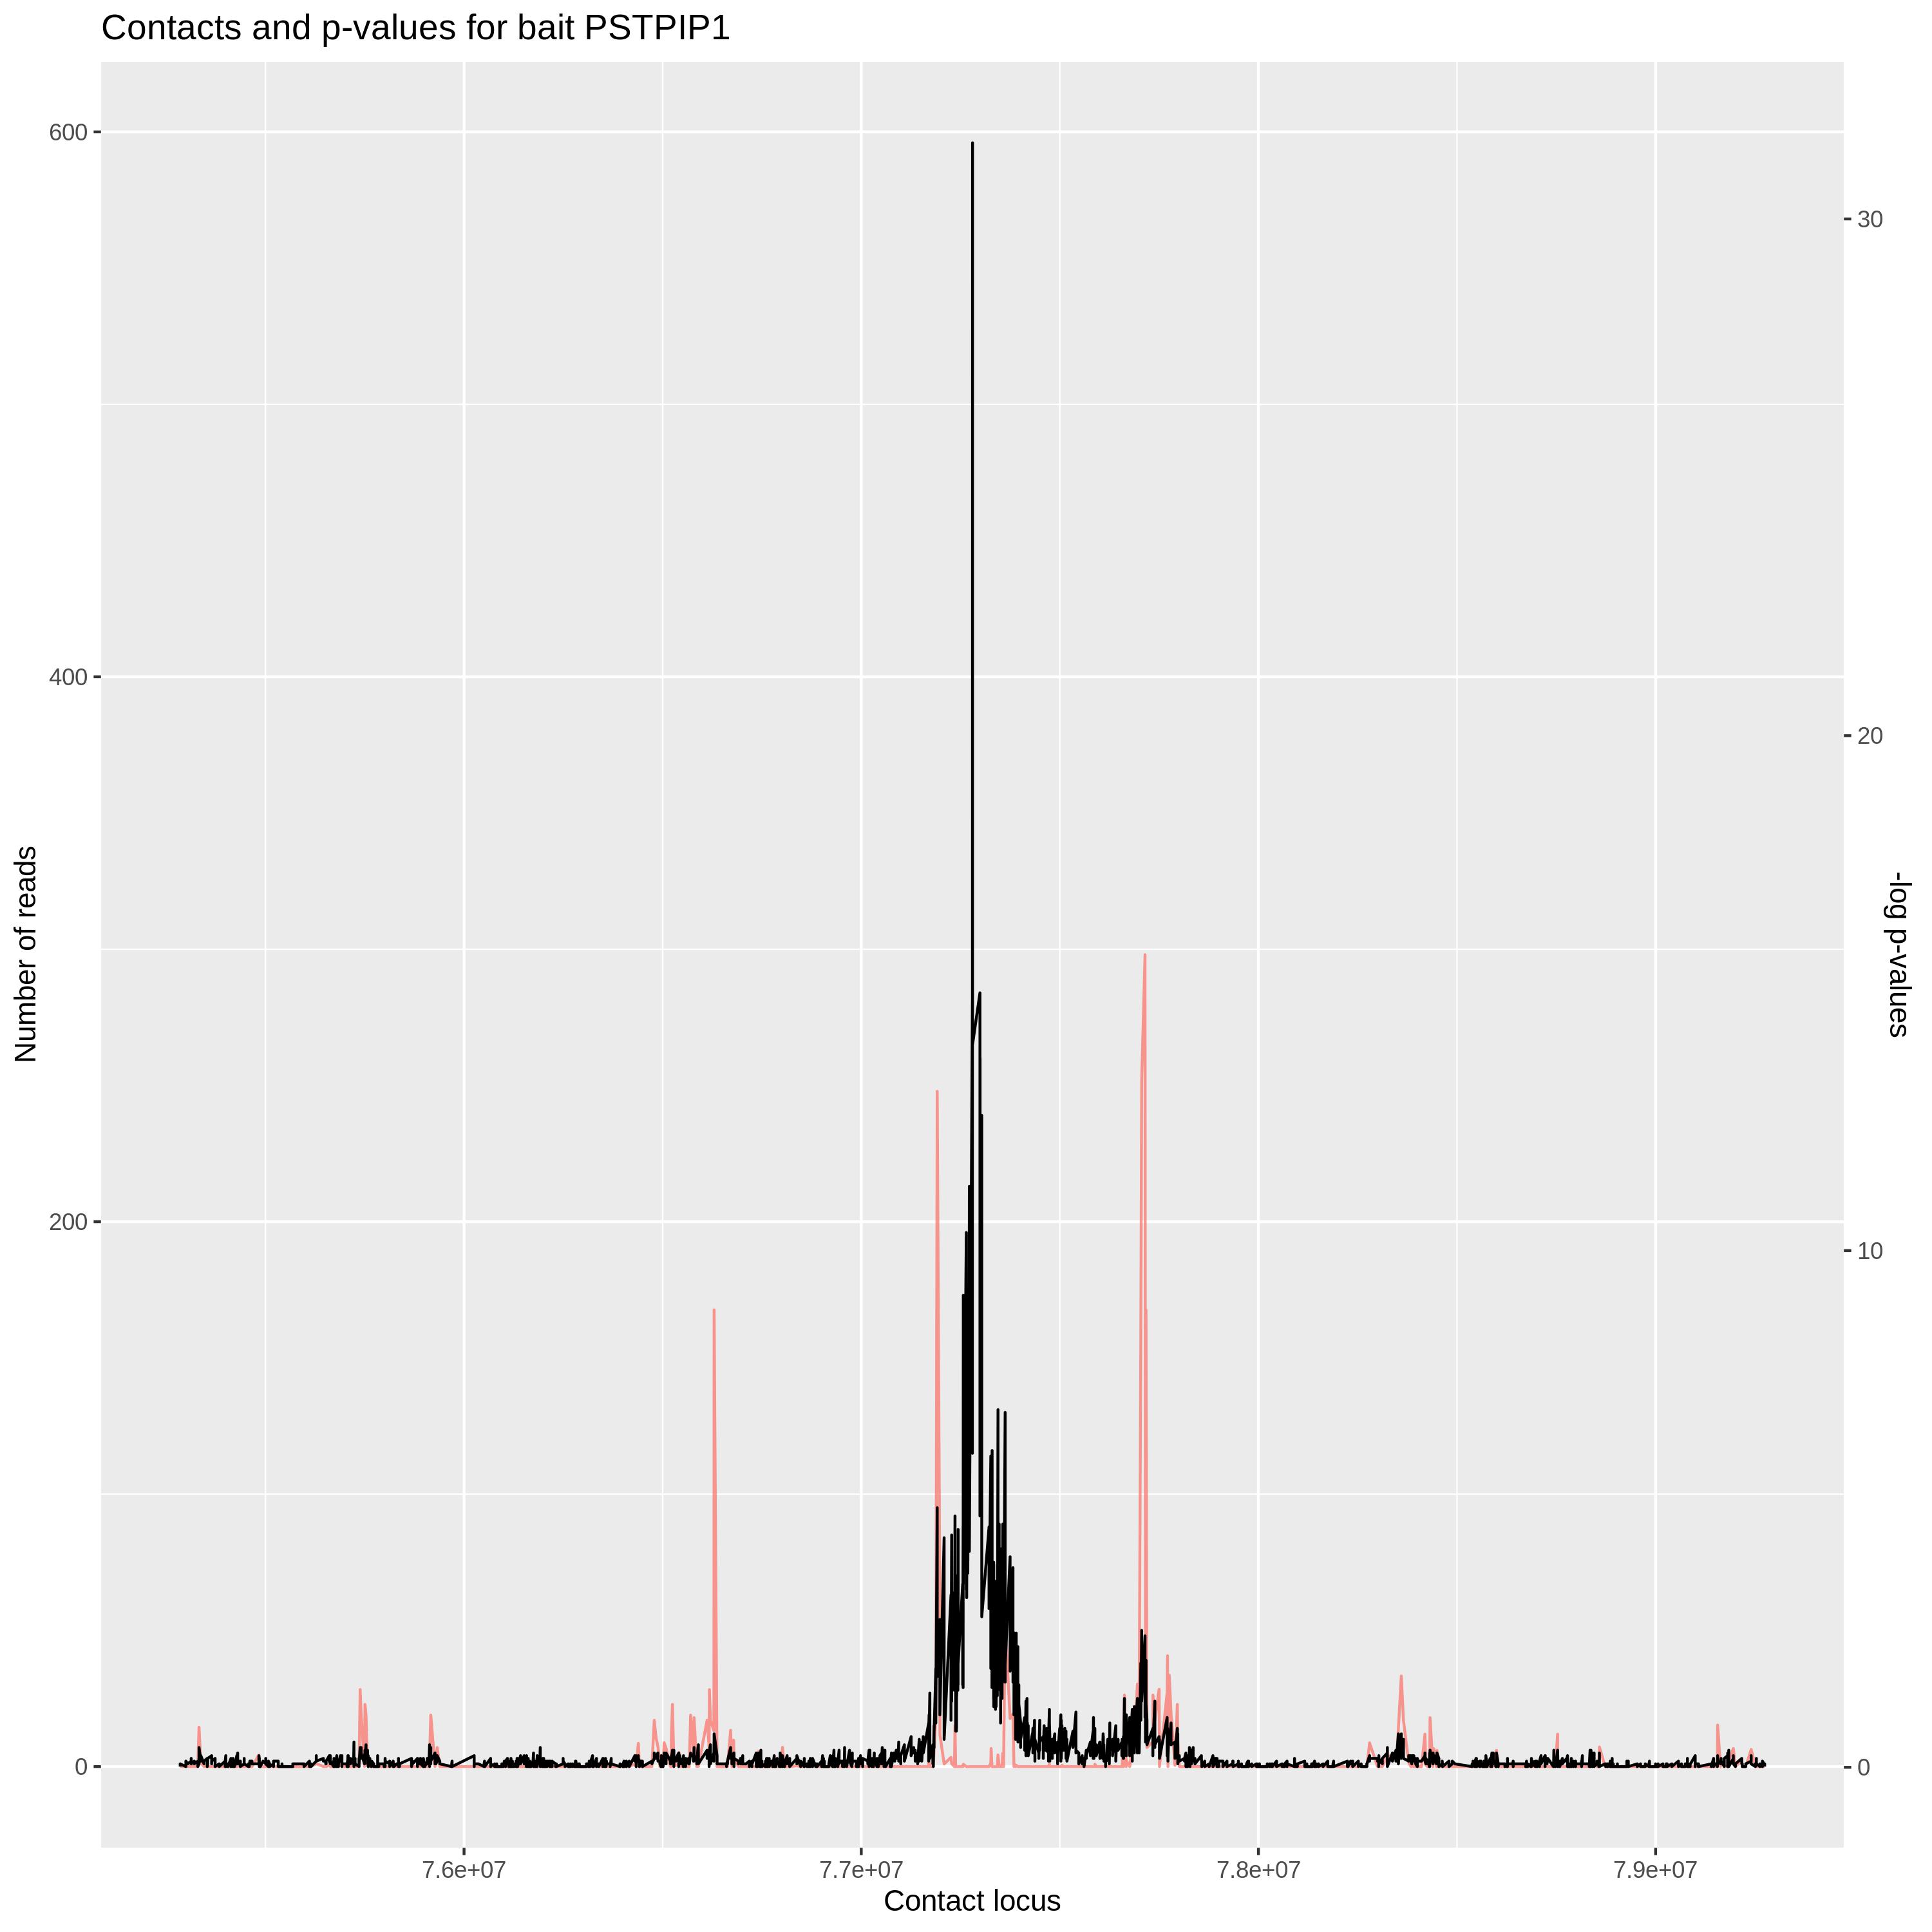 Contacts and p-values for bait PSTPIP1
600
400
200
0
Number of reads
30
20
10
0
-log p-values
7.6e+07
7.7e+07
7.8e+07
7.9e+07
Contact locus